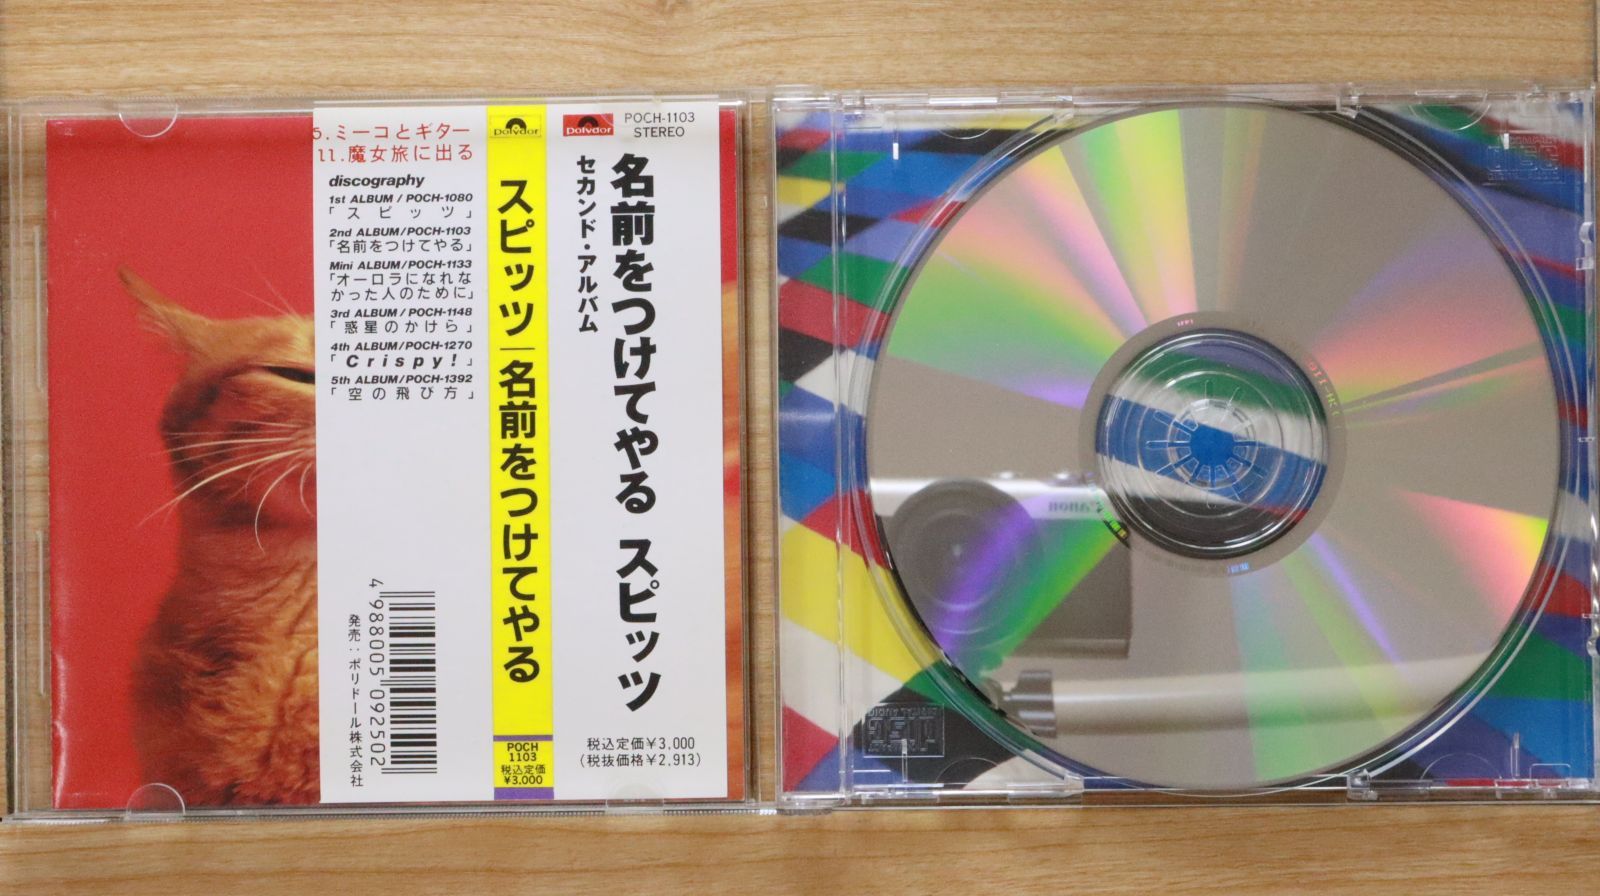 5.ミーコとギター
11.魔女旅に出る
discography
1st ALBUM / POCH-1080
「スピッツ」
2nd ALBUM/POCH-1103
「名前をつけてやる」
Mini ALBUM/POCH-1133
「オーロラになれな
かった人のために」
3rd ALBUM / POCH-1148
「惑星のかけら」
4th ALBUM/POCH-1270
「Crispy!」
5th ALBUM/POCH-1392
「空の飛び方」
4 988005 092502
発売:ポリドール株式会社
Polydor
スピッツ|名前をつけてやる
POCH
1103
税込定価
¥3,000
Polydor
POCH-1103
STEREO
名前をつけてやる スピッツ
セカンド・アルバム
税込定価¥3,000
(税抜価格¥2,913)
Canon